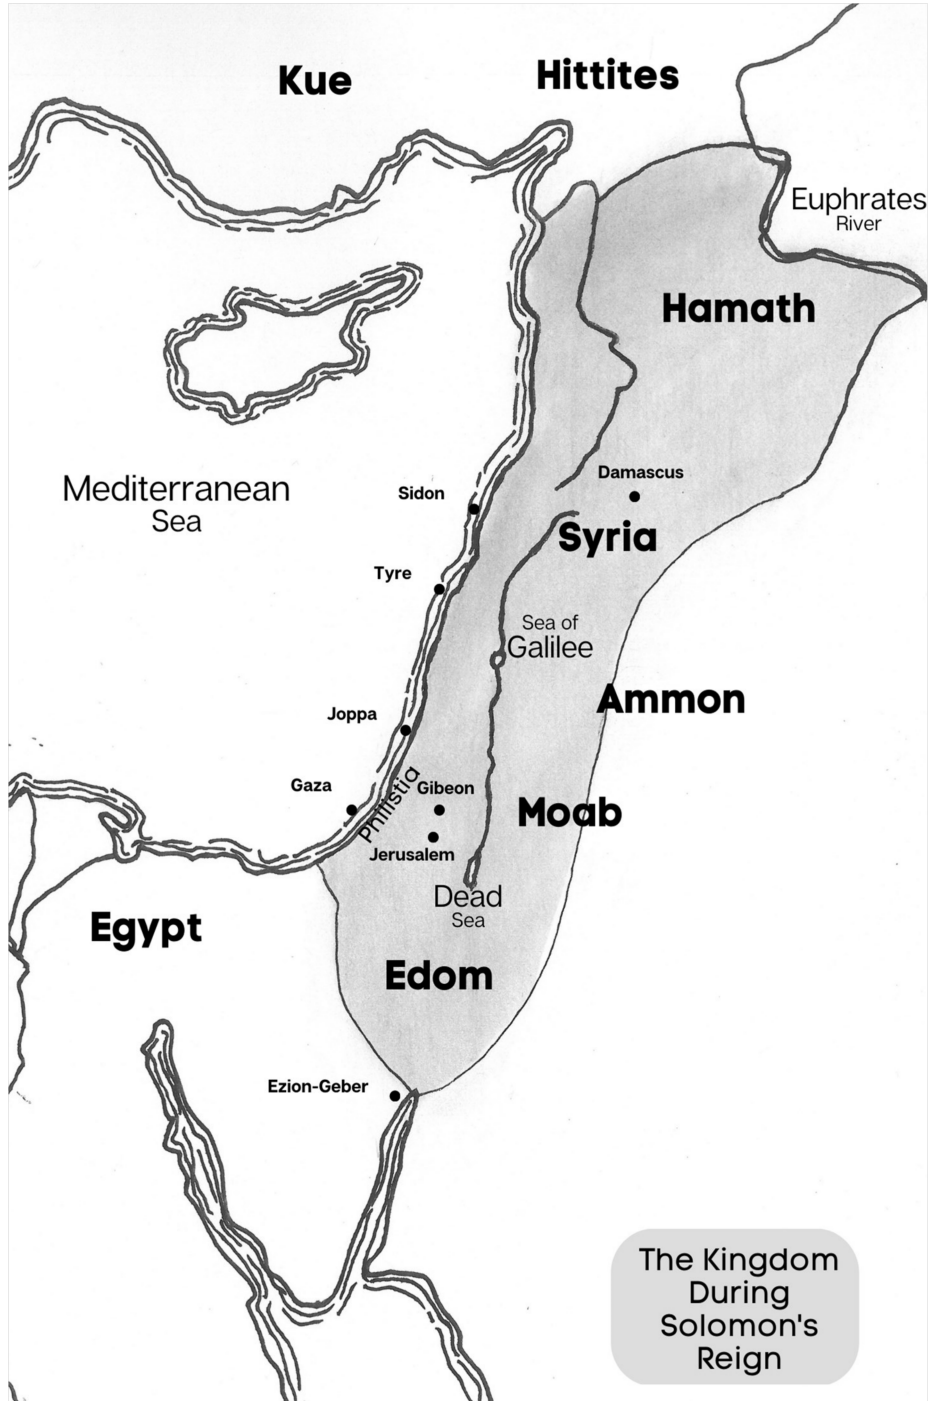 Kue
Hittites
Euphrates
River
Hamath
Damascus
Mediterranean
Sea
Sidon
Syria
Tyre
Sea of
Galilee
Ammon
Joppa
Gaza
Philistia
Gibeon
Moab
Jerusalem
Dead
Sea
Egypt
Edom
Ezion-Geber
The Kingdom
During
Solomon's
Reign